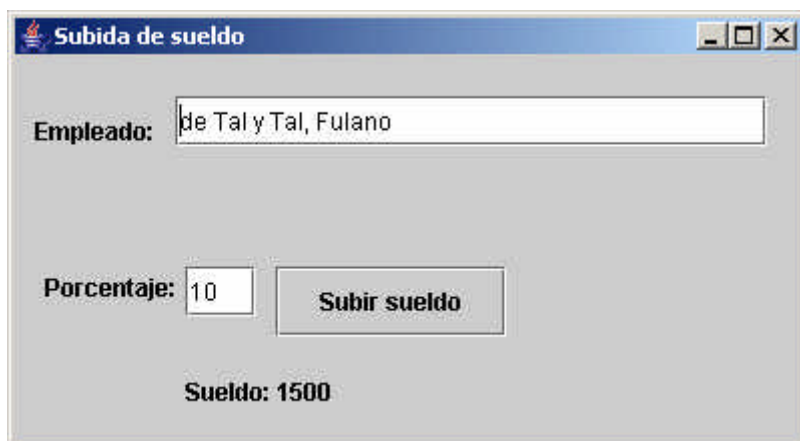 Subida de sueldo
Empleado: de Tal y Tal, Fulano
Porcentaje: 10 Subir sueldo
Sueldo: 1500